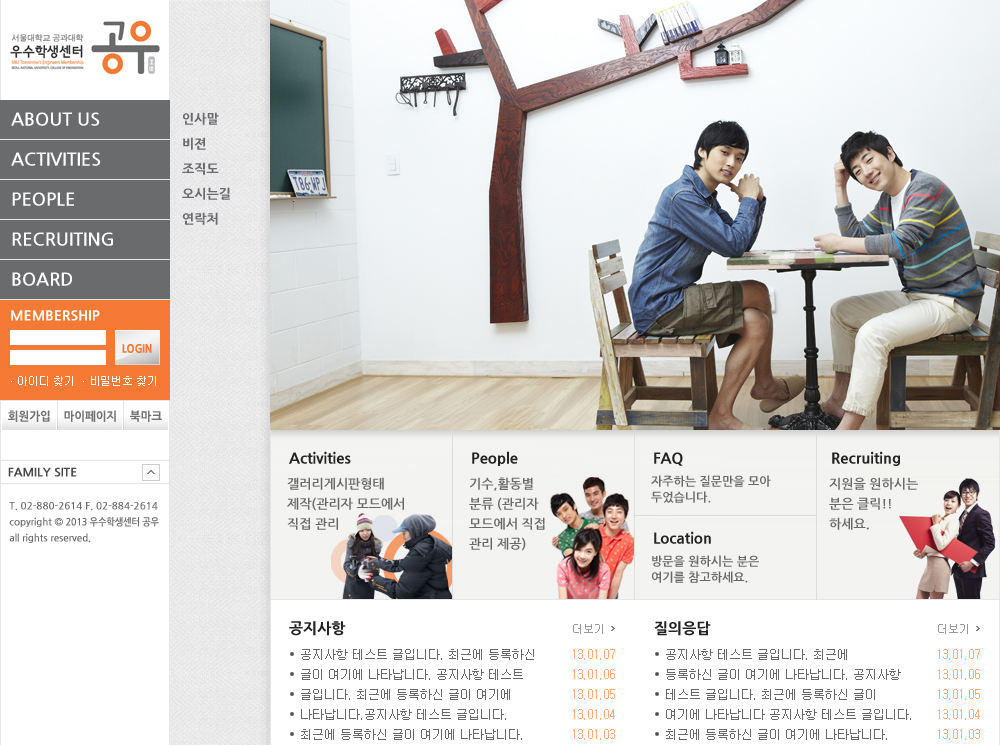 서울대학교 공과대학
우수학생센터
SNU Tomorrow's Engineers Membership
SEOUL NATIONAL UNIVERSITY COLLEGE OF ENGINEERING
공우
ABOUT US
ACTIVITIES
PEOPLE
RECRUITING
BOARD
인사말
비젼
조직도
오시는길
연락처
MEMBERSHIP
LOGIN
· 아이디 찾기 · 비밀번호 찾기
회원가입 마이페이지 북마크
FAMILY SITE
T. 02-880-2614 F. 02-884-2614
copyright © 2013 우수학생센터 공우
all rights reserved.
Activities
갤러리게시판형태
제작(관리자 모드에서
직접 관리
People
기수,활동별
분류 (관리자
모드에서 직접
관리 제공)
FAQ
자주하는 질문만을 모아
두었습니다.
Location
방문을 원하시는 분은
여기를 참고하세요.
Recruiting
지원을 원하시는
분은 클릭!!
하세요.
공지사항 더보기 >
• 공지사항 테스트 글입니다. 최근에 등록하신 13.01.07
• 글이 여기에 나타납니다. 공지사항 테스트 13.01.06
• 글입니다. 최근에 등록하신 글이 여기에 13.01.05
• 나타납니다.공지사항 테스트 글입니다. 13.01.04
• 최근에 등록하신 글이 여기에 나타납니다. 13.01.03
질의응답 더보기 >
• 공지사항 테스트 글입니다. 최근에 13.01.07
• 등록하신 글이 여기에 나타납니다. 공지사항 13.01.06
• 테스트 글입니다. 최근에 등록하신 글이 13.01.05
• 여기에 나타납니다 공지사항 테스트 글입니다. 13.01.04
• 최근에 등록하신 글이 여기에 나타납니다. 13.01.03